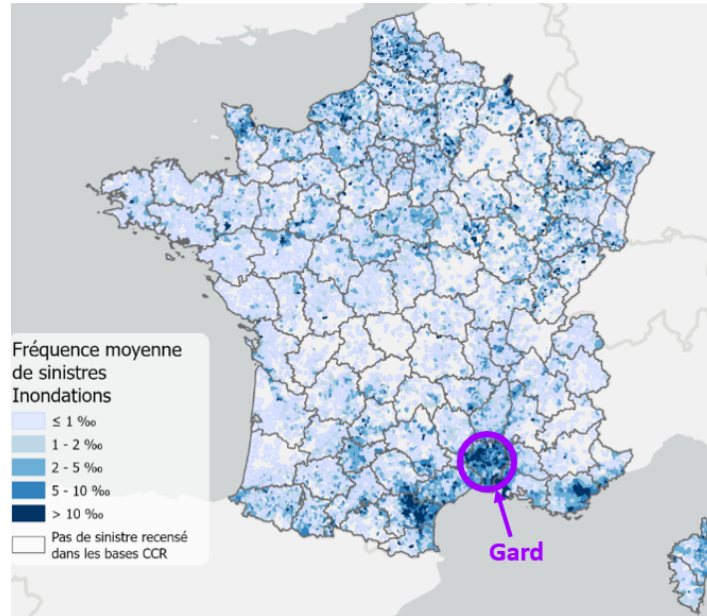 Fréquence moyenne
de sinistres
Inondations
≤ 1 ‰
1 - 2 ‰
2 - 5 ‰
5 - 10 ‰
> 10 ‰
Pas de sinistre recensé
dans les bases CCR
Gard